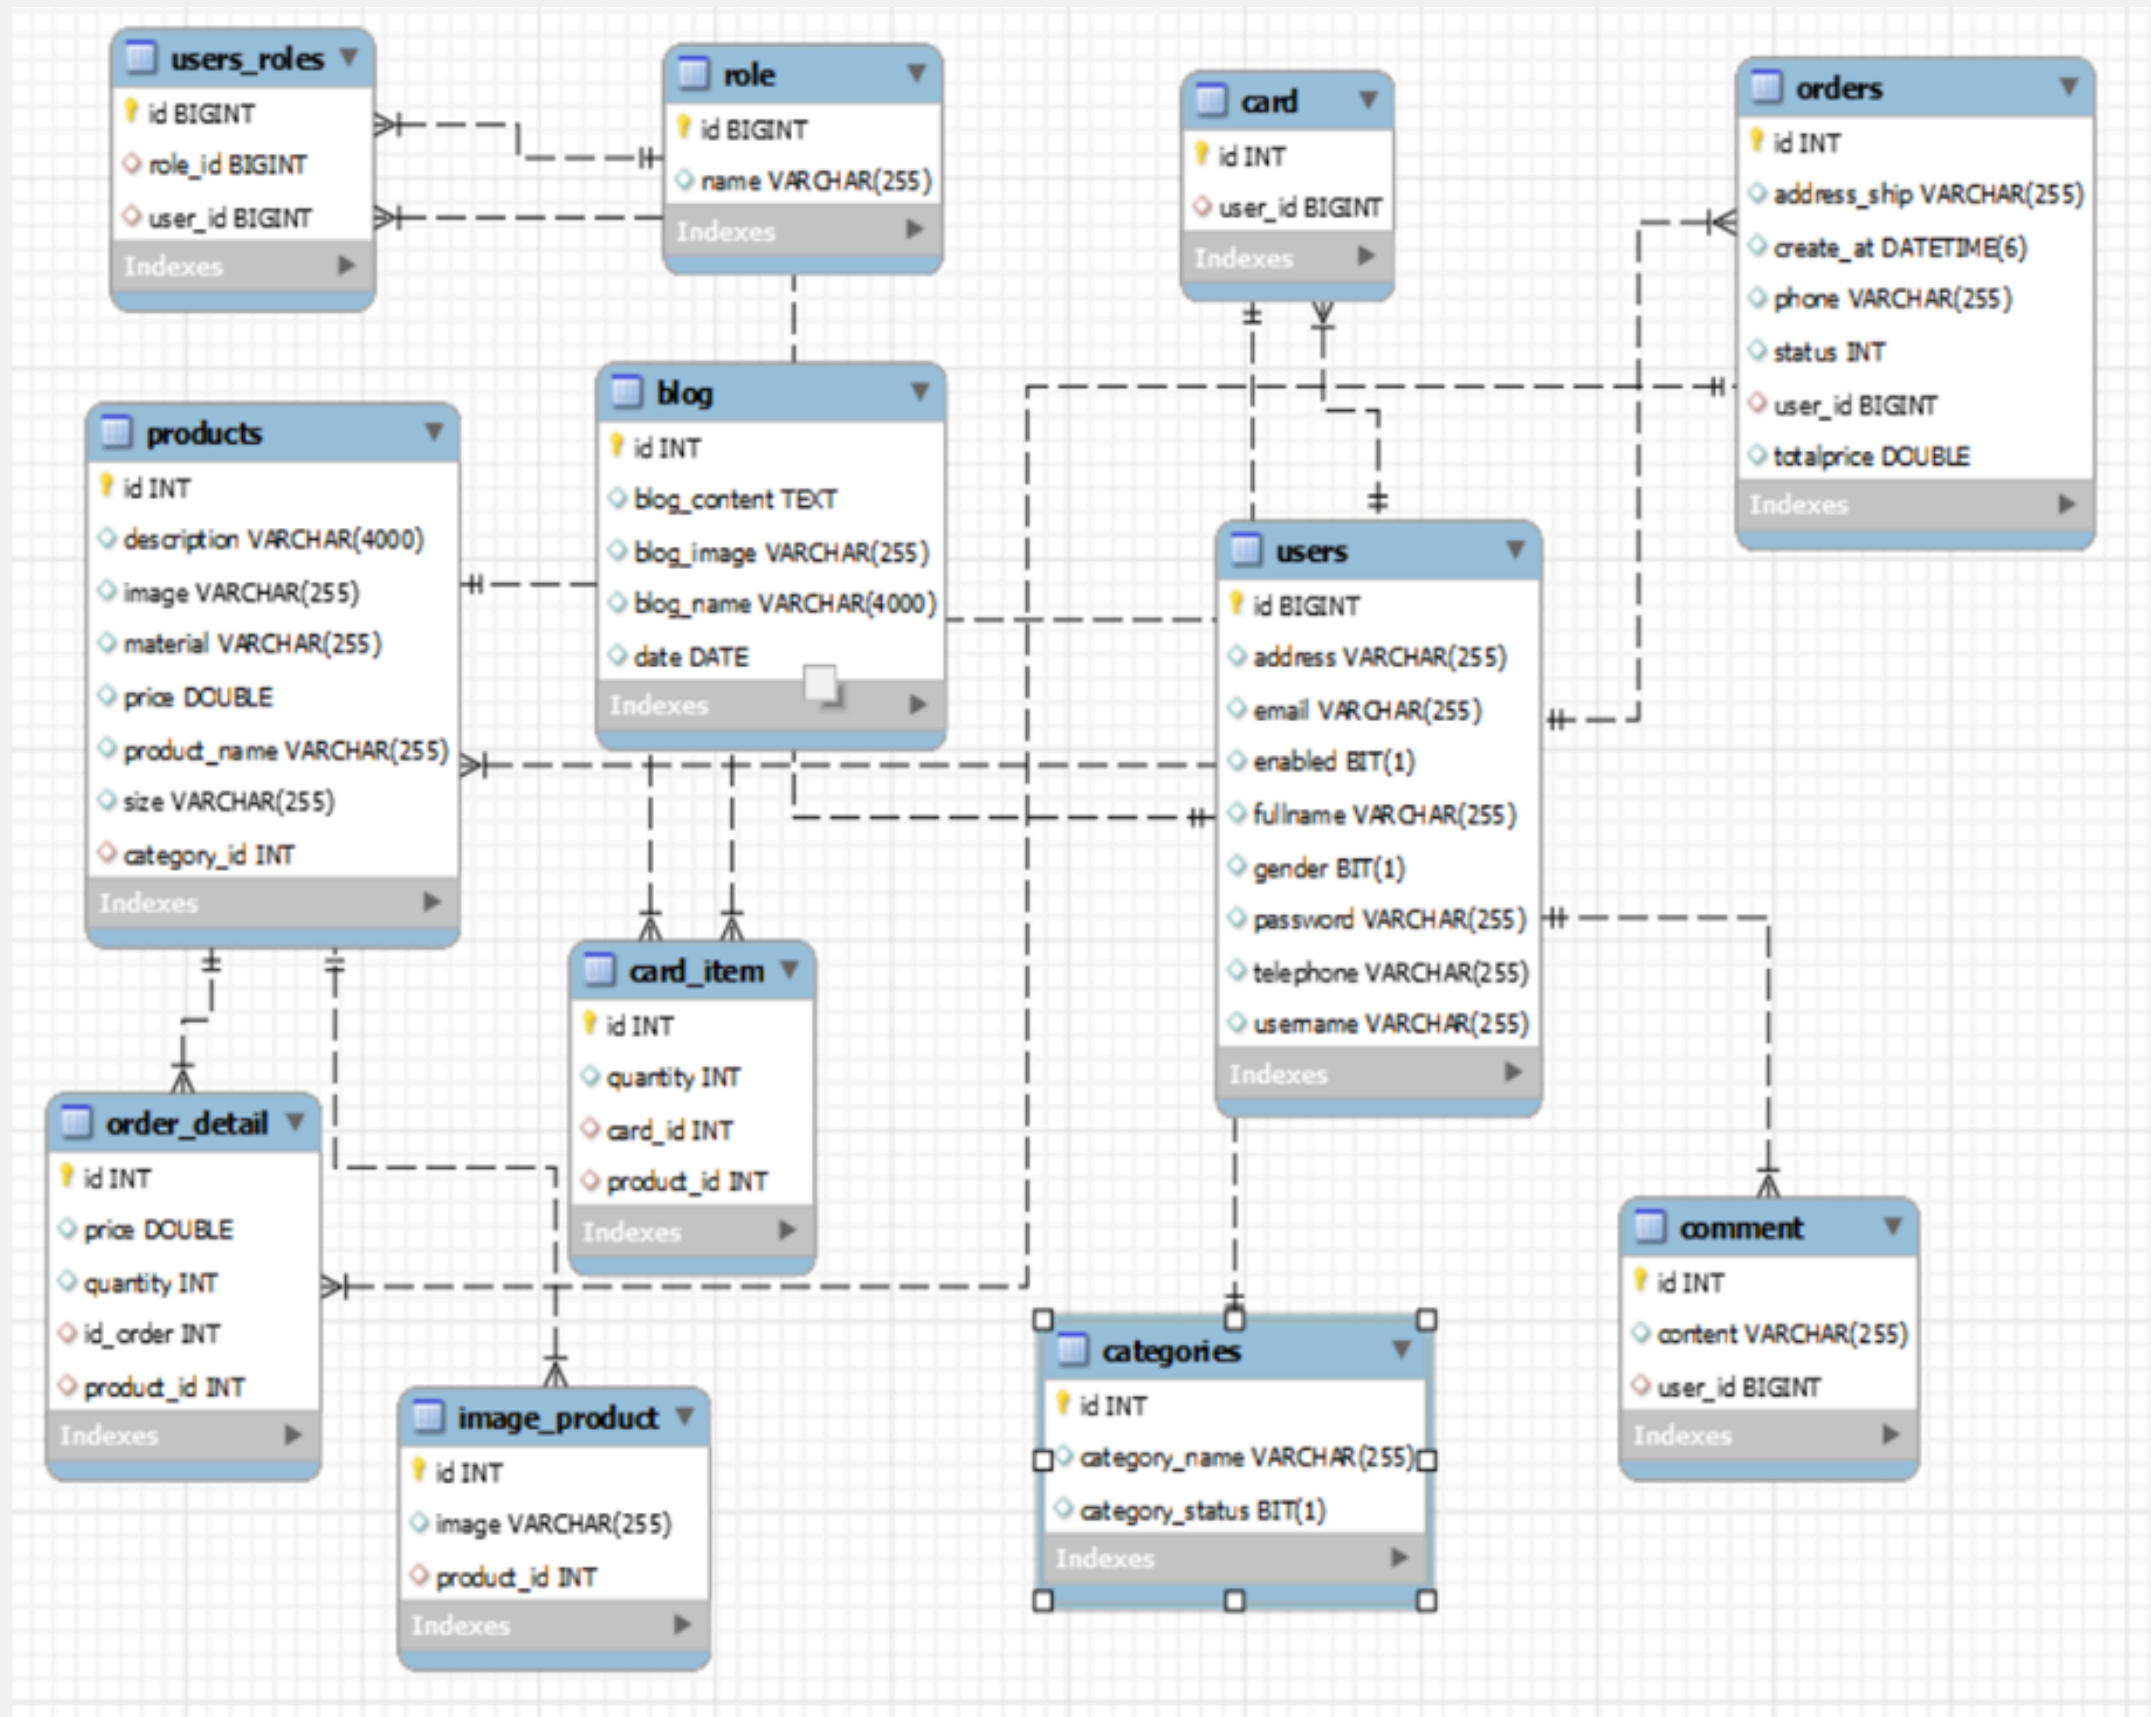 users_roles
id BIGINT
role_id BIGINT
user_id BIGINT
Indexes
role
id BIGINT
name VARCHAR(255)
Indexes
card
id INT
user_id BIGINT
Indexes
orders
id INT
address_ship VARCHAR(255)
create_at DATETIME(6)
phone VARCHAR(255)
status INT
user_id BIGINT
totalprice DOUBLE
Indexes
products
id INT
description VARCHAR(4000)
image VARCHAR(255)
material VARCHAR(255)
price DOUBLE
product_name VARCHAR(255)
size VARCHAR(255)
category_id INT
Indexes
blog
id INT
blog_content TEXT
blog_image VARCHAR(255)
blog_name VARCHAR(4000)
date DATE
Indexes
users
id BIGINT
address VARCHAR(255)
email VARCHAR(255)
enabled BIT(1)
fullname VARCHAR(255)
gender BIT(1)
password VARCHAR(255)
telephone VARCHAR(255)
username VARCHAR(255)
Indexes
card_item
id INT
quantity INT
card_id INT
product_id INT
Indexes
order_detail
id INT
price DOUBLE
quantity INT
id_order INT
product_id INT
Indexes
image_product
id INT
image VARCHAR(255)
product_id INT
Indexes
categories
id INT
category_name VARCHAR(255)
category_status BIT(1)
Indexes
comment
id INT
content VARCHAR(255)
user_id BIGINT
Indexes